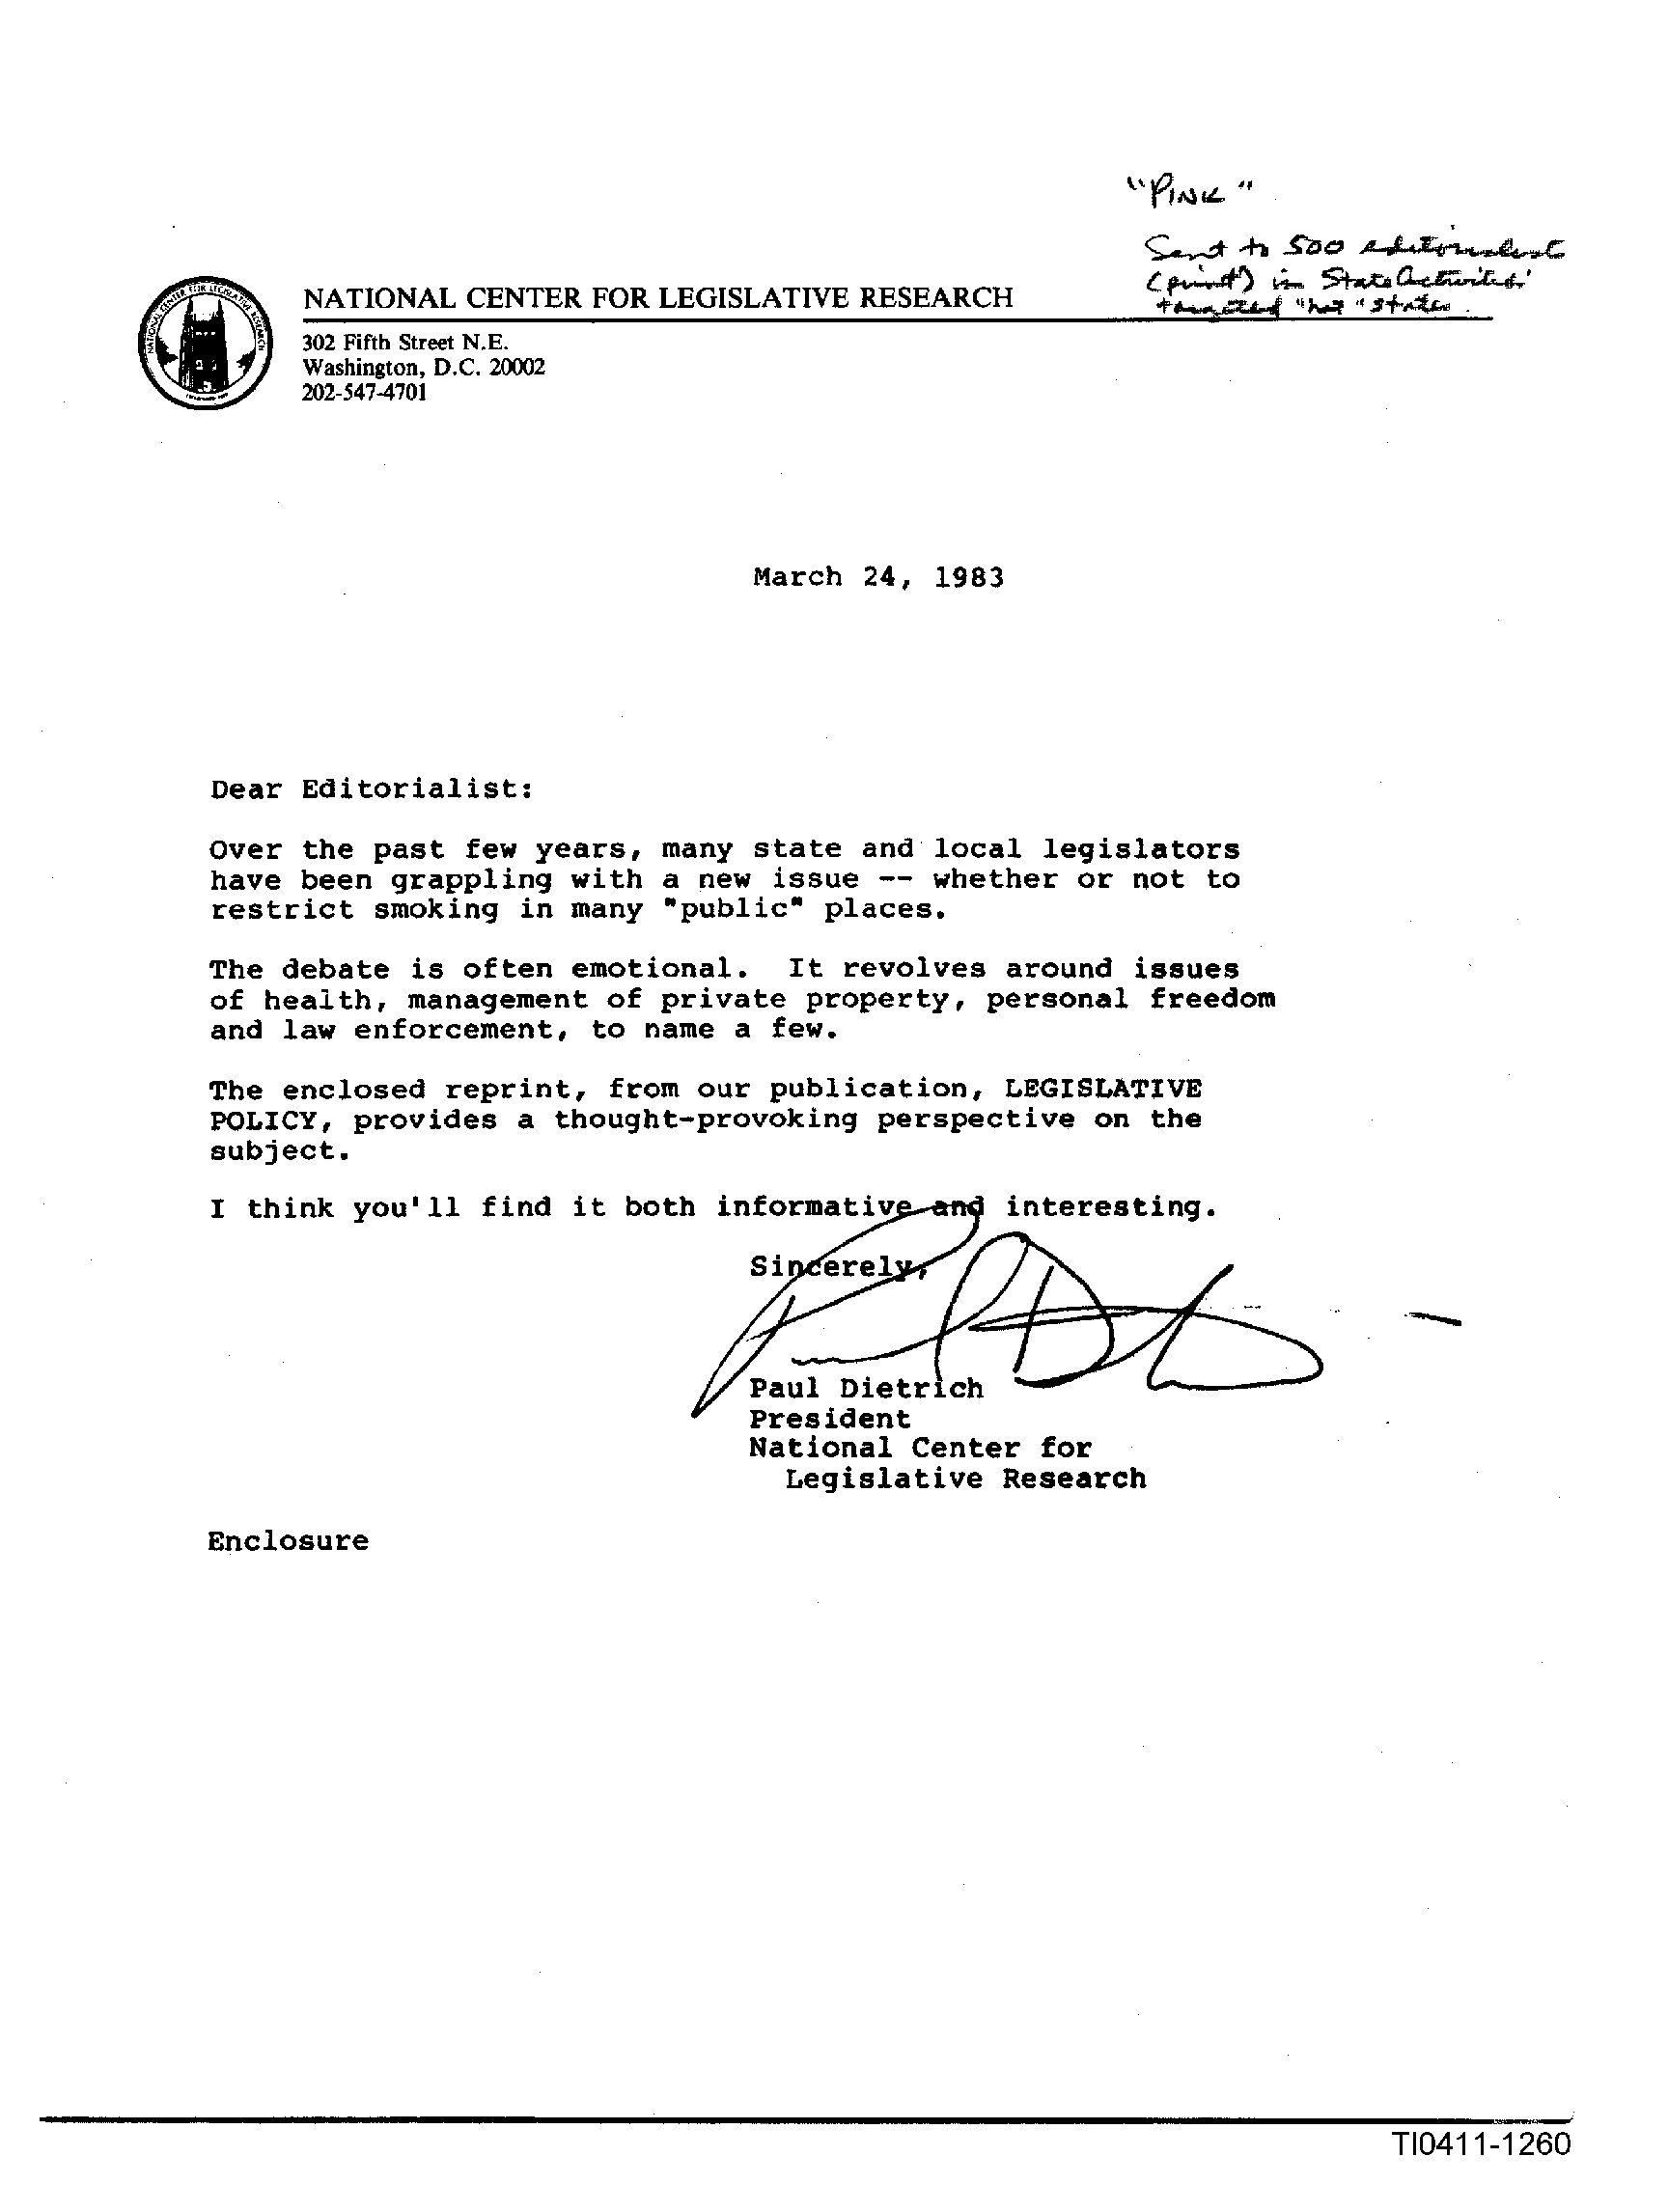 "PINK"
Sent to 500 editorialist
(print) in State Activities'
targeted "hot" states.
NATIONAL CENTER FOR LEGISLATIVE RESEARCH
NATIONAL CENTER FOR LEGISLATIVE RESEARCH
302 Fifth Street N.E.
Washington, D.C. 20002
202-547-4701
March 24, 1983
Dear Editorialist:
Over the past few years, many state and local legislators
have been grappling with a new issue -- whether or not to
restrict smoking in many "public" places.
The debate is often emotional. It revolves around issues
of health, management of private property, personal freedom
and law enforcement, to name a few.
The enclosed reprint, from our publication, LEGISLATIVE
POLICY, provides a thought-provoking perspective on the
subject.
I think you'll find it both informative and interesting.
Sincerely,
Paul Dietrich
President
National Center for
Legislative Research
Enclosure
TI0411-1260